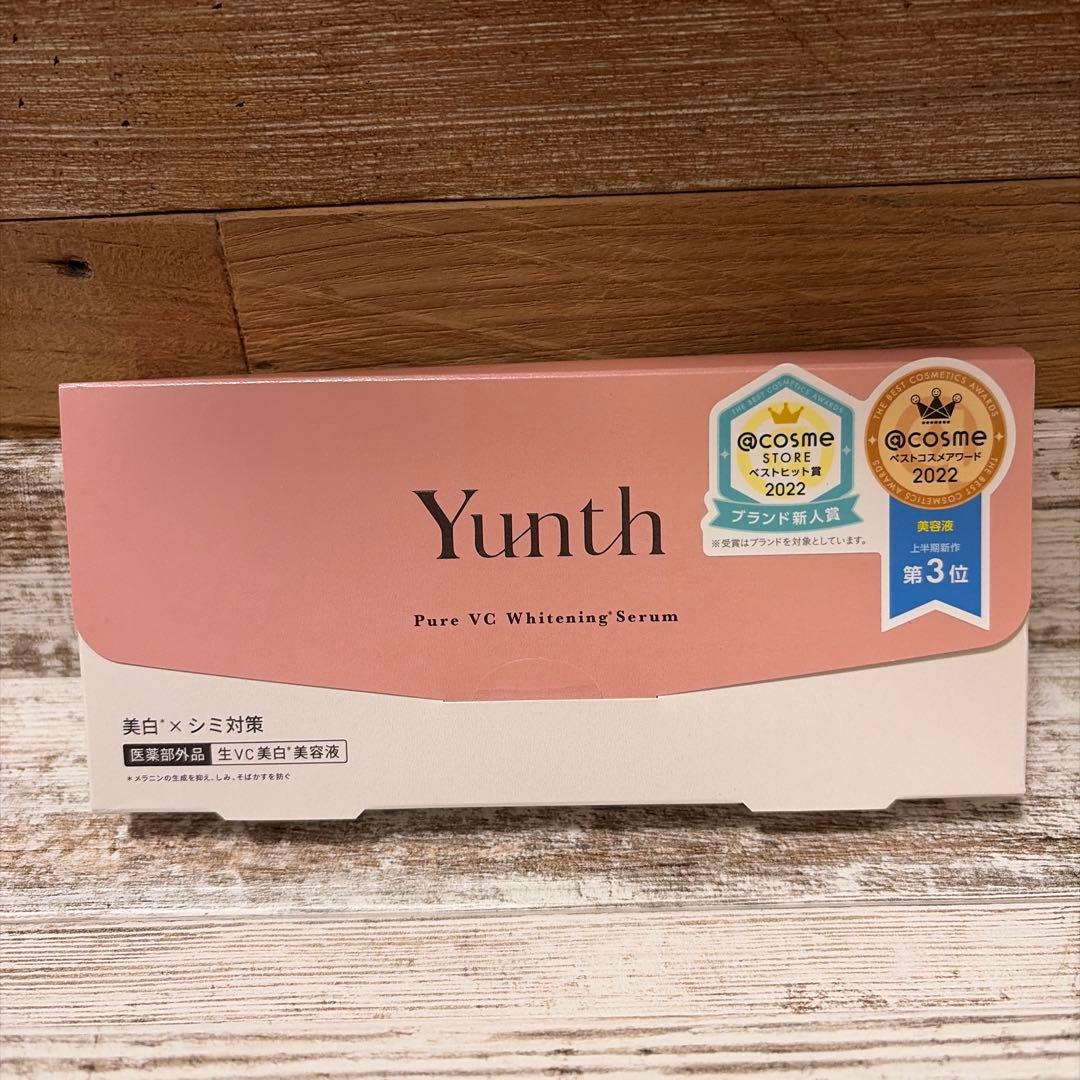 Yunth
Pure VC Whitening*Serum
THE BEST COSMETICS AWARDS
@cosme
STORE
ベストヒット賞
2022
ブランド新人賞
※受賞はブランドを対象としています。
THE BEST COSMETICS AWARDS
@cosme
ベストコスメアワード
2022
THE BEST COSMETICS AWARDS
美容液
上半期新作
第3位
美白*×シミ対策
医薬部外品 生VC美白*美容液
*メラニンの生成を抑え、しみ、そばかすを防ぐ